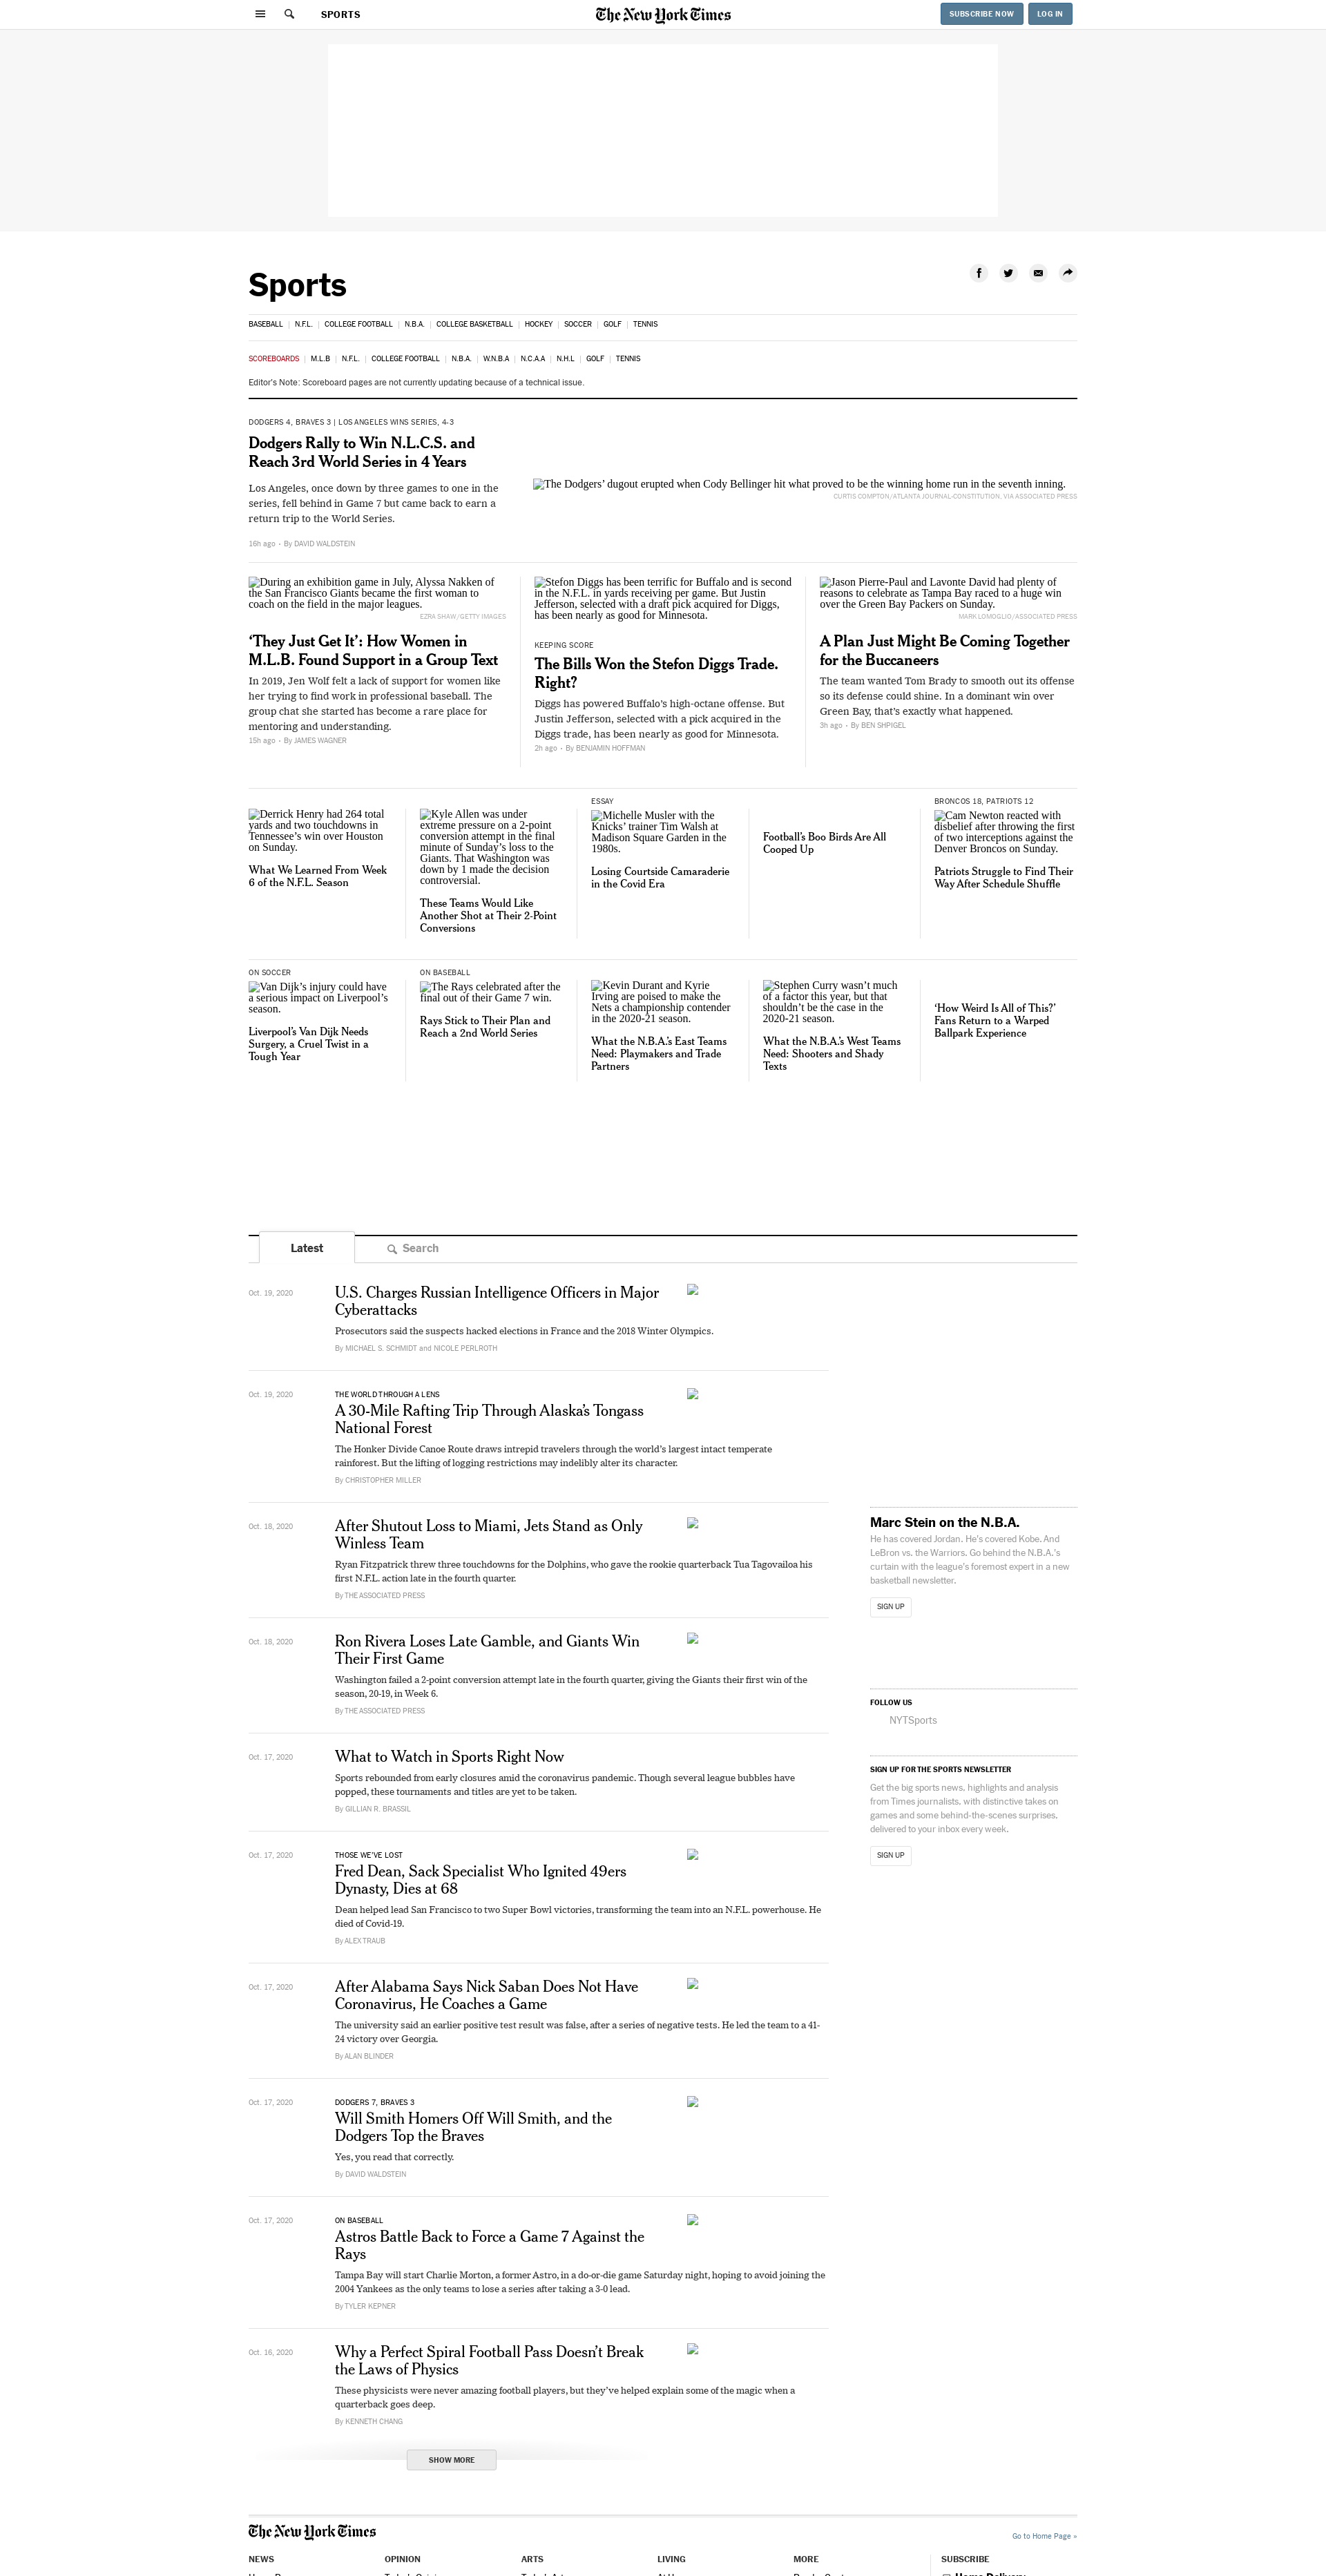 SPORTS
The New York Times
SUBSCRIBE NOW
LOG IN
Sports
BASEBALL | N.F.L. | COLLEGE FOOTBALL | N.B.A. | COLLEGE BASKETBALL | HOCKEY | SOCCER | GOLF | TENNIS
SCOREBOARDS | M.L.B | N.F.L. | COLLEGE FOOTBALL | N.B.A. | W.N.B.A | N.C.A.A | N.H.L | GOLF | TENNIS
Editor's Note: Scoreboard pages are not currently updating because of a technical issue.
DODGERS 4, BRAVES 3 | LOS ANGELES WINS SERIES, 4-3
Dodgers Rally to Win N.L.C.S. and
Reach 3rd World Series in 4 Years
Los Angeles, once down by three games to one in the
series, fell behind in Game 7 but came back to earn a
return trip to the World Series.
16h ago • By DAVID WALDSTEIN
The Dodgers’ dugout erupted when Cody Bellinger hit what proved to be the winning home run in the seventh inning.
CURTIS COMPTON/ATLANTA JOURNAL-CONSTITUTION, VIA ASSOCIATED PRESS
During an exhibition game in July, Alyssa Nakken of
the San Francisco Giants became the first woman to
coach on the field in the major leagues.
EZRA SHAW/GETTY IMAGES
‘They Just Get It’: How Women in
M.L.B. Found Support in a Group Text
In 2019, Jen Wolf felt a lack of support for women like
her trying to find work in professional baseball. The
group chat she started has become a rare place for
mentoring and understanding.
15h ago • By JAMES WAGNER
Stefon Diggs has been terrific for Buffalo and is second
in the N.F.L. in yards receiving per game. But Justin
Jefferson, selected with a draft pick acquired for Diggs,
has been nearly as good for Minnesota.
KEEPING SCORE
The Bills Won the Stefon Diggs Trade.
Right?
Diggs has powered Buffalo’s high-octane offense. But
Justin Jefferson, selected with a pick acquired in the
Diggs trade, has been nearly as good for Minnesota.
2h ago • By BENJAMIN HOFFMAN
Jason Pierre-Paul and Lavonte David had plenty of
reasons to celebrate as Tampa Bay raced to a huge win
over the Green Bay Packers on Sunday.
MARK LOMOGLIO/ASSOCIATED PRESS
A Plan Just Might Be Coming Together
for the Buccaneers
The team wanted Tom Brady to smooth out its offense
so its defense could shine. In a dominant win over
Green Bay, that’s exactly what happened.
3h ago • By BEN SHPIGEL
Derrick Henry had 264 total
yards and two touchdowns in
Tennessee’s win over Houston
on Sunday.
What We Learned From Week
6 of the N.F.L. Season
Kyle Allen was under
extreme pressure on a 2-point
conversion attempt in the final
minute of Sunday’s loss to the
Giants. That Washington was
down by 1 made the decision
controversial.
These Teams Would Like
Another Shot at Their 2-Point
Conversions
ESSAY
Michelle Musler with the
Knicks’ trainer Tim Walsh at
Madison Square Garden in the
1980s.
Losing Courtside Camaraderie
in the Covid Era
Football’s Boo Birds Are All
Cooped Up
BRONCOS 18, PATRIOTS 12
Cam Newton reacted with
disbelief after throwing the first
of two interceptions against the
Denver Broncos on Sunday.
Patriots Struggle to Find Their
Way After Schedule Shuffle
ON SOCCER
Van Dijk’s injury could have
a serious impact on Liverpool’s
season.
Liverpool’s Van Dijk Needs
Surgery, a Cruel Twist in a
Tough Year
ON BASEBALL
The Rays celebrated after the
final out of their Game 7 win.
Rays Stick to Their Plan and
Reach a 2nd World Series
Kevin Durant and Kyrie
Irving are poised to make the
Nets a championship contender
in the 2020-21 season.
What the N.B.A.’s East Teams
Need: Playmakers and Trade
Partners
Stephen Curry wasn’t much
of a factor this year, but that
shouldn’t be the case in the
2020-21 season.
What the N.B.A.’s West Teams
Need: Shooters and Shady
Texts
‘How Weird Is All of This?’
Fans Return to a Warped
Ballpark Experience
Latest
Search
Oct. 19, 2020
U.S. Charges Russian Intelligence Officers in Major
Cyberattacks
Prosecutors said the suspects hacked elections in France and the 2018 Winter Olympics.
By MICHAEL S. SCHMIDT and NICOLE PERLROTH
Oct. 19, 2020
THE WORLD THROUGH A LENS
A 30-Mile Rafting Trip Through Alaska’s Tongass
National Forest
The Honker Divide Canoe Route draws intrepid travelers through the world’s largest intact temperate
rainforest. But the lifting of logging restrictions may indelibly alter its character.
By CHRISTOPHER MILLER
Oct. 18, 2020
After Shutout Loss to Miami, Jets Stand as Only
Winless Team
Ryan Fitzpatrick threw three touchdowns for the Dolphins, who gave the rookie quarterback Tua Tagovailoa his
first N.F.L. action late in the fourth quarter.
By THE ASSOCIATED PRESS
Oct. 18, 2020
Ron Rivera Loses Late Gamble, and Giants Win
Their First Game
Washington failed a 2-point conversion attempt late in the fourth quarter, giving the Giants their first win of the
season, 20-19, in Week 6.
By THE ASSOCIATED PRESS
Oct. 17, 2020
What to Watch in Sports Right Now
Sports rebounded from early closures amid the coronavirus pandemic. Though several league bubbles have
popped, these tournaments and titles are yet to be taken.
By GILLIAN R. BRASSIL
Oct. 17, 2020
THOSE WE’VE LOST
Fred Dean, Sack Specialist Who Ignited 49ers
Dynasty, Dies at 68
Dean helped lead San Francisco to two Super Bowl victories, transforming the team into an N.F.L. powerhouse. He
died of Covid-19.
By ALEX TRAUB
Oct. 17, 2020
After Alabama Says Nick Saban Does Not Have
Coronavirus, He Coaches a Game
The university said an earlier positive test result was false, after a series of negative tests. He led the team to a 41-
24 victory over Georgia.
By ALAN BLINDER
Oct. 17, 2020
DODGERS 7, BRAVES 3
Will Smith Homers Off Will Smith, and the
Dodgers Top the Braves
Yes, you read that correctly.
By DAVID WALDSTEIN
Oct. 17, 2020
ON BASEBALL
Astros Battle Back to Force a Game 7 Against the
Rays
Tampa Bay will start Charlie Morton, a former Astro, in a do-or-die game Saturday night, hoping to avoid joining the
2004 Yankees as the only teams to lose a series after taking a 3-0 lead.
By TYLER KEPNER
Oct. 16, 2020
Why a Perfect Spiral Football Pass Doesn’t Break
the Laws of Physics
These physicists were never amazing football players, but they’ve helped explain some of the magic when a
quarterback goes deep.
By KENNETH CHANG
SHOW MORE
Marc Stein on the N.B.A.
He has covered Jordan. He's covered Kobe. And
LeBron vs. the Warriors. Go behind the N.B.A.'s
curtain with the league's foremost expert in a new
basketball newsletter.
SIGN UP
FOLLOW US
NYTSports
SIGN UP FOR THE SPORTS NEWSLETTER
Get the big sports news, highlights and analysis
from Times journalists, with distinctive takes on
games and some behind-the-scenes surprises,
delivered to your inbox every week.
SIGN UP
The New York Times
Go to Home Page »
NEWS
OPINION
ARTS
LIVING
MORE
SUBSCRIBE